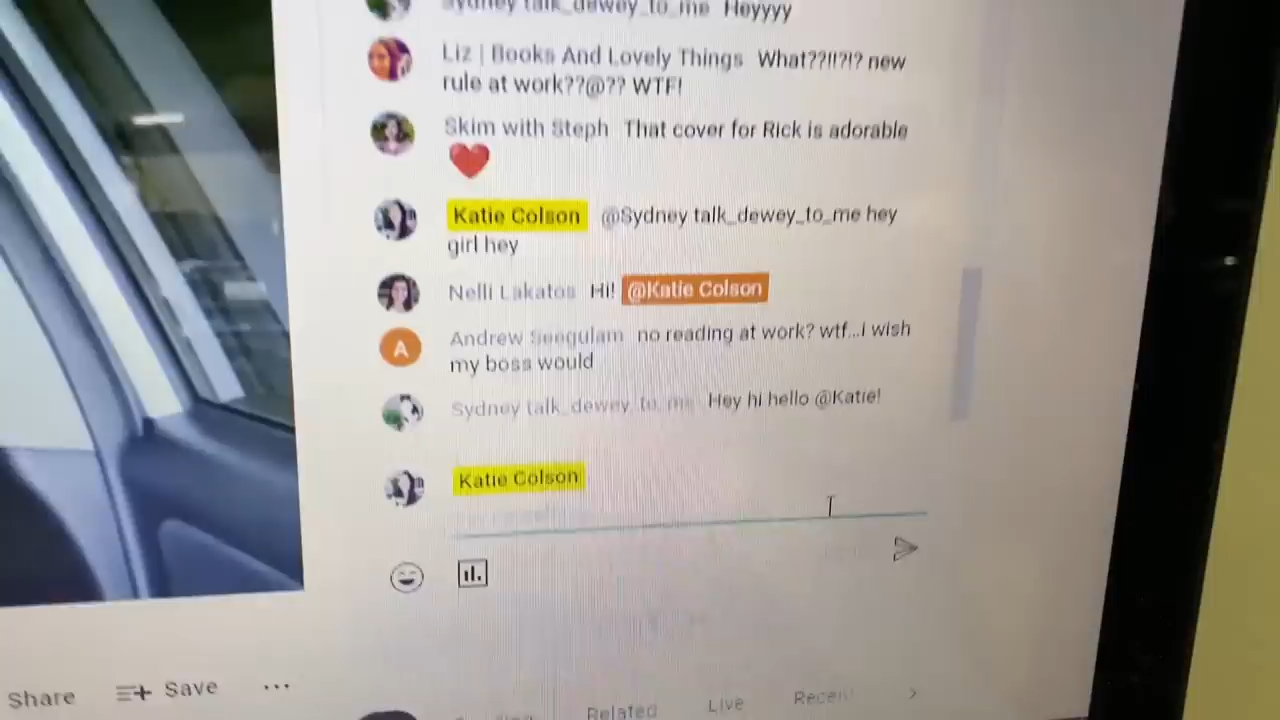 Sydney talk_dewey_to_me Heyyyy
Liz | Books And Lovely Things What??!!?!? new
rule at work??@?? WTF!
Skim with Steph That cover for Rick is adorable
❤️
Katie Colson @Sydney talk_dewey_to_me hey
girl hey
Nelli Lakatos Hi! @Katie Colson
A
Andrew Seegulam no reading at work? wtf...i wish
my boss would
Sydney talk_dewey_to_me Hey hi hello @Katie!
Katie Colson
Share Save ...
Related Live